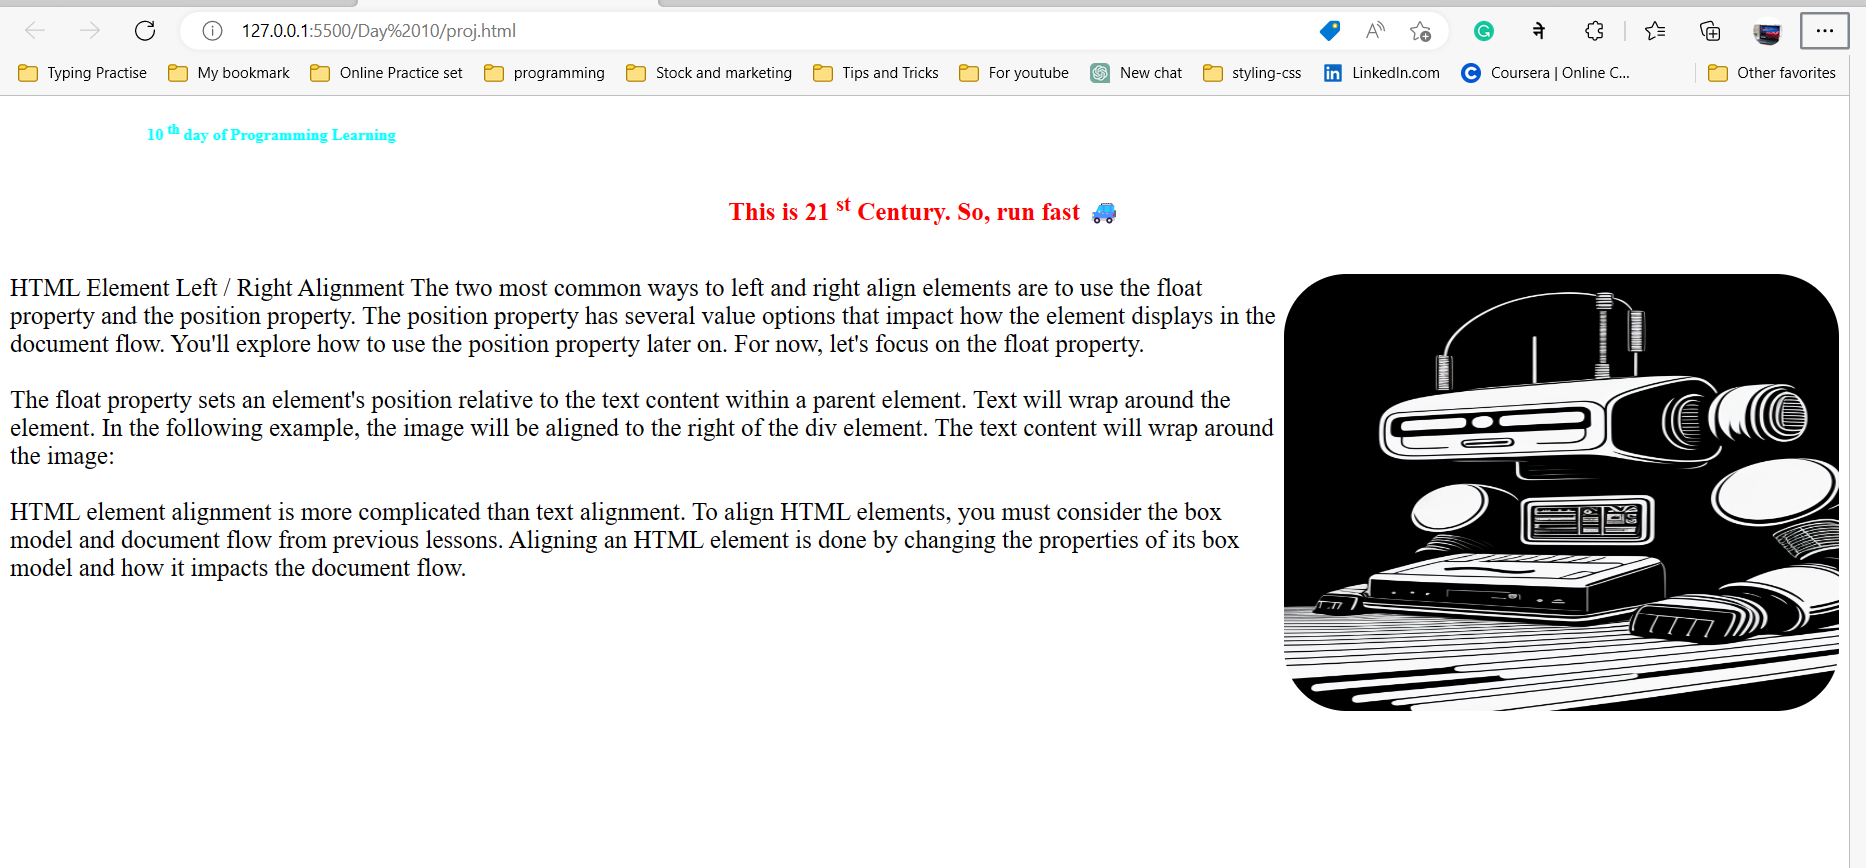 127.0.0.1:5500/Day%2010/proj.html
Typing Practise My bookmark Online Practice set programming Stock and marketing Tips and Tricks For youtube New chat styling-css LinkedIn.com Coursera | Online C... Other favorites
10 th day of Programming Learning
This is 21 st Century. So, run fast 🚙
HTML Element Left / Right Alignment The two most common ways to left and right align elements are to use the float
property and the position property. The position property has several value options that impact how the element displays in the
document flow. You'll explore how to use the position property later on. For now, let's focus on the float property.
The float property sets an element's position relative to the text content within a parent element. Text will wrap around the
element. In the following example, the image will be aligned to the right of the div element. The text content will wrap around
the image:
HTML element alignment is more complicated than text alignment. To align HTML elements, you must consider the box
model and document flow from previous lessons. Aligning an HTML element is done by changing the properties of its box
model and how it impacts the document flow.